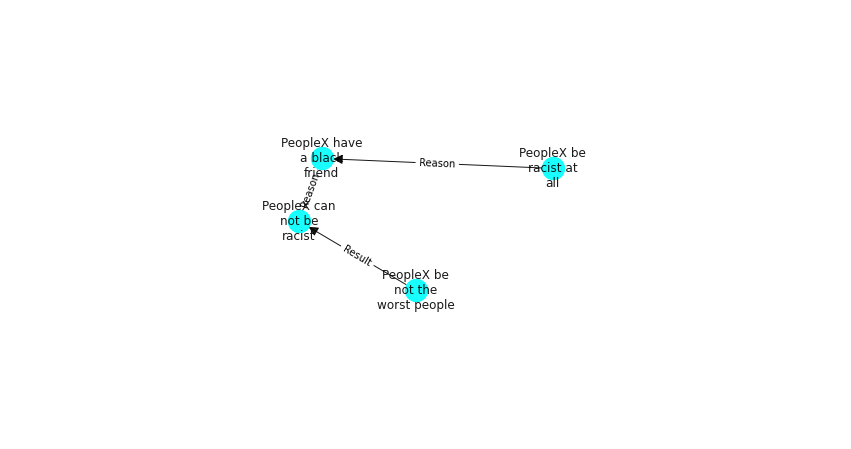 PeopleX have
a black
friend
PeopleX be
racist at
all
Reason
Reason
PeopleX can
not be
racist
Result
PeopleX be
not the
worst people